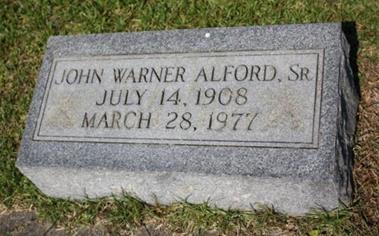 JOHN WARNER ALFORD, SR
JULY 14, 1908
MARCH 28, 1977